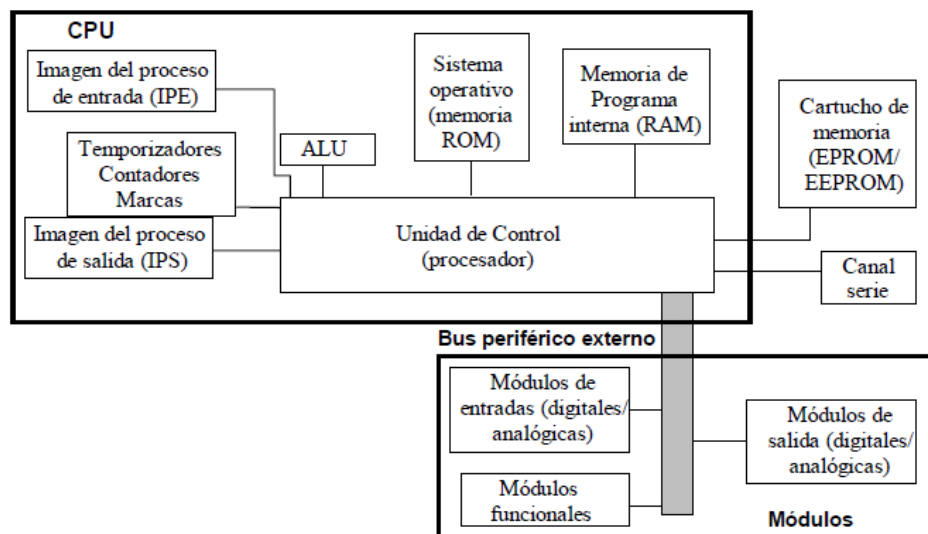 CPU
Imagen del proceso
de entrada (IPE)
Temporizadores
Contadores
Marcas
Imagen del proceso
de salida (IPS)
ALU
Sistema
operativo
(memoria
ROM)
Memoria de
Programa
interna (RAM)
Cartucho de
memoria
(EPROM/
EEPROM)
Unidad de Control
(procesador)
Canal
serie
Bus periférico externo
Módulos de
entradas (digitales/
analógicas)
Módulos de
salida (digitales/
analógicas)
Módulos
funcionales
Módulos